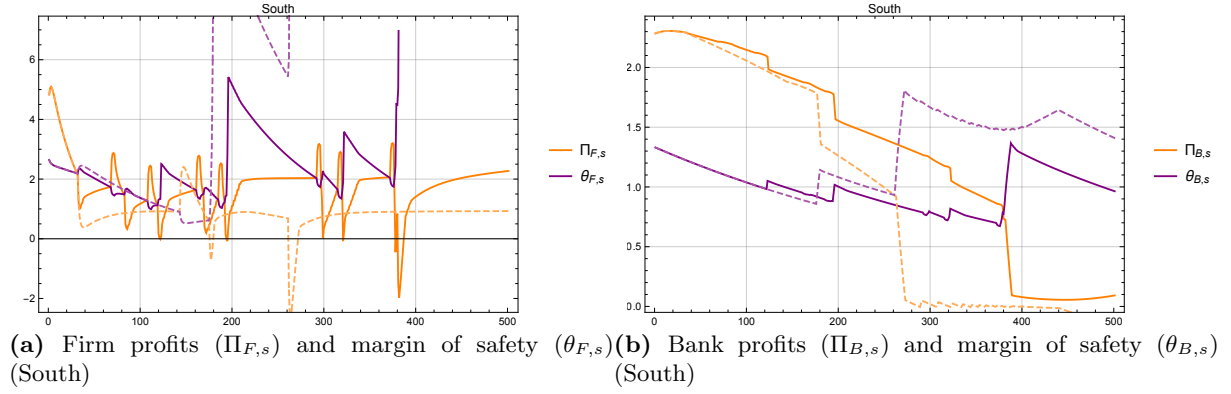 South
6
4
2
0
-2
0
100
200
300
400
500
Π_{F,s}
θ_{F,s}
South
2.0
1.5
1.0
0.5
0.0
0
100
200
300
400
500
Π_{B,s}
θ_{B,s}
(a) Firm profits (Π_{F,s}) and margin of safety (θ_{F,s})
(South)
(b) Bank profits (Π_{B,s}) and margin of safety (θ_{B,s})
(South)